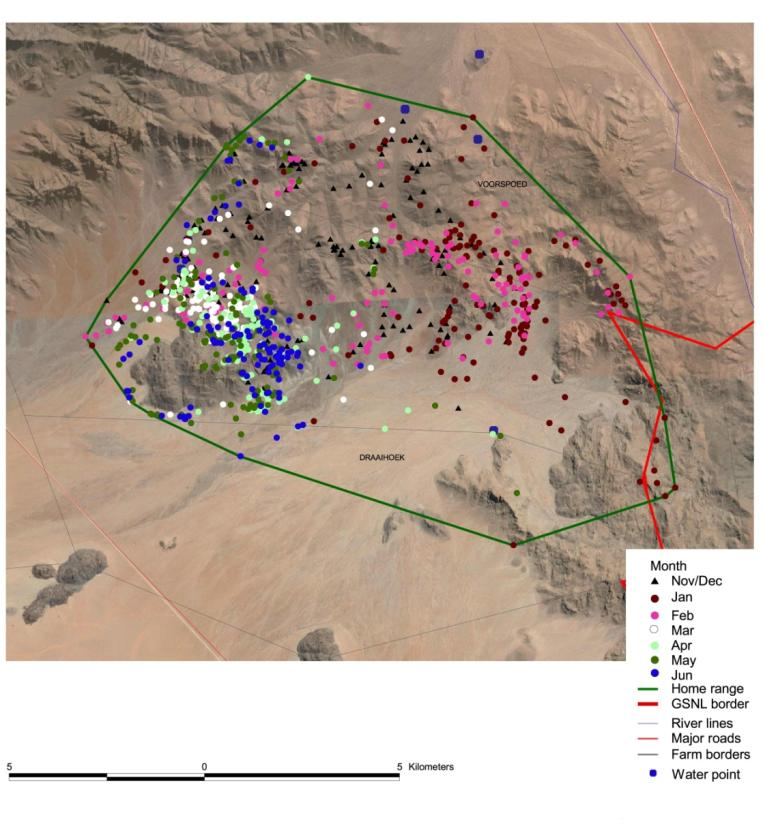 VOORSPOED
DRAAIHOEK
Month
Nov/Dec
Jan
Feb
Mar
Apr
May
Jun
Home range
GSNL border
River lines
Major roads
Farm borders
Water point
5 0 5 Kilometers